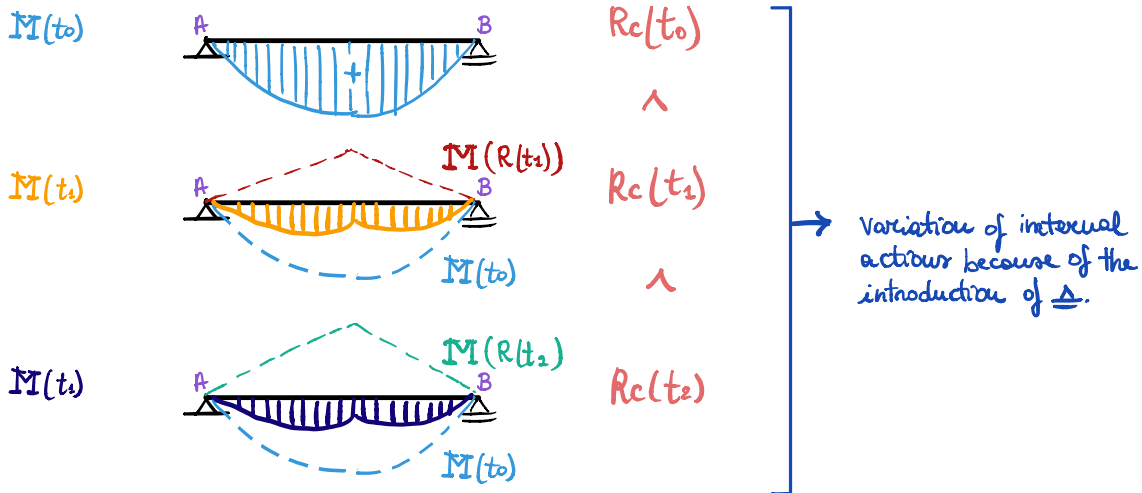 M(t0)
A
B
+
Rc(t0)
^
M(R(t1))
M(t1)
A
B
Rc(t1)
M(t0)
^
variation of internal
actions because of the
introduction of Δ.
M(R(t2)
M(t1)
A
B
Rc(t2)
M(t0)